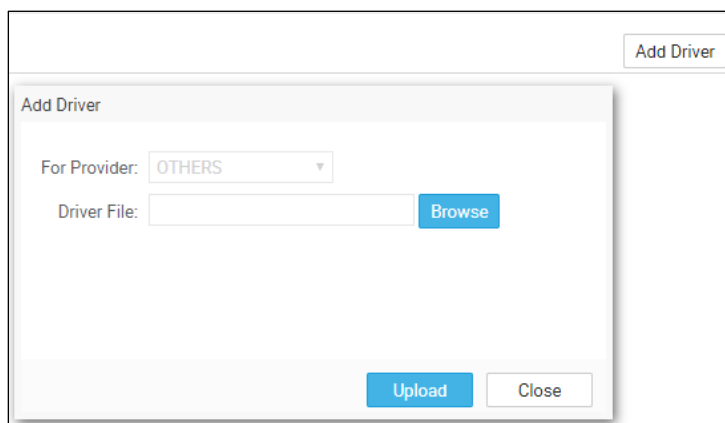 Add Driver
Add Driver
For Provider: OTHERS
Driver File: Browse
Upload Close